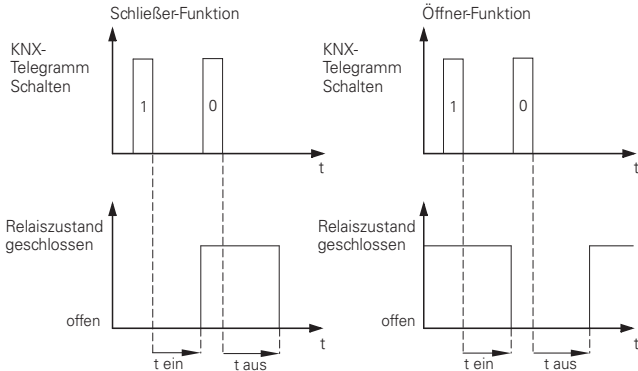 Schließer-Funktion
KNX-
Telegramm
Schalten
1
0
t
Relaiszustand
geschlossen
offen
t
t ein
t aus
Öffner-Funktion
KNX-
Telegramm
Schalten
1
0
t
Relaiszustand
geschlossen
offen
t
t ein
t aus